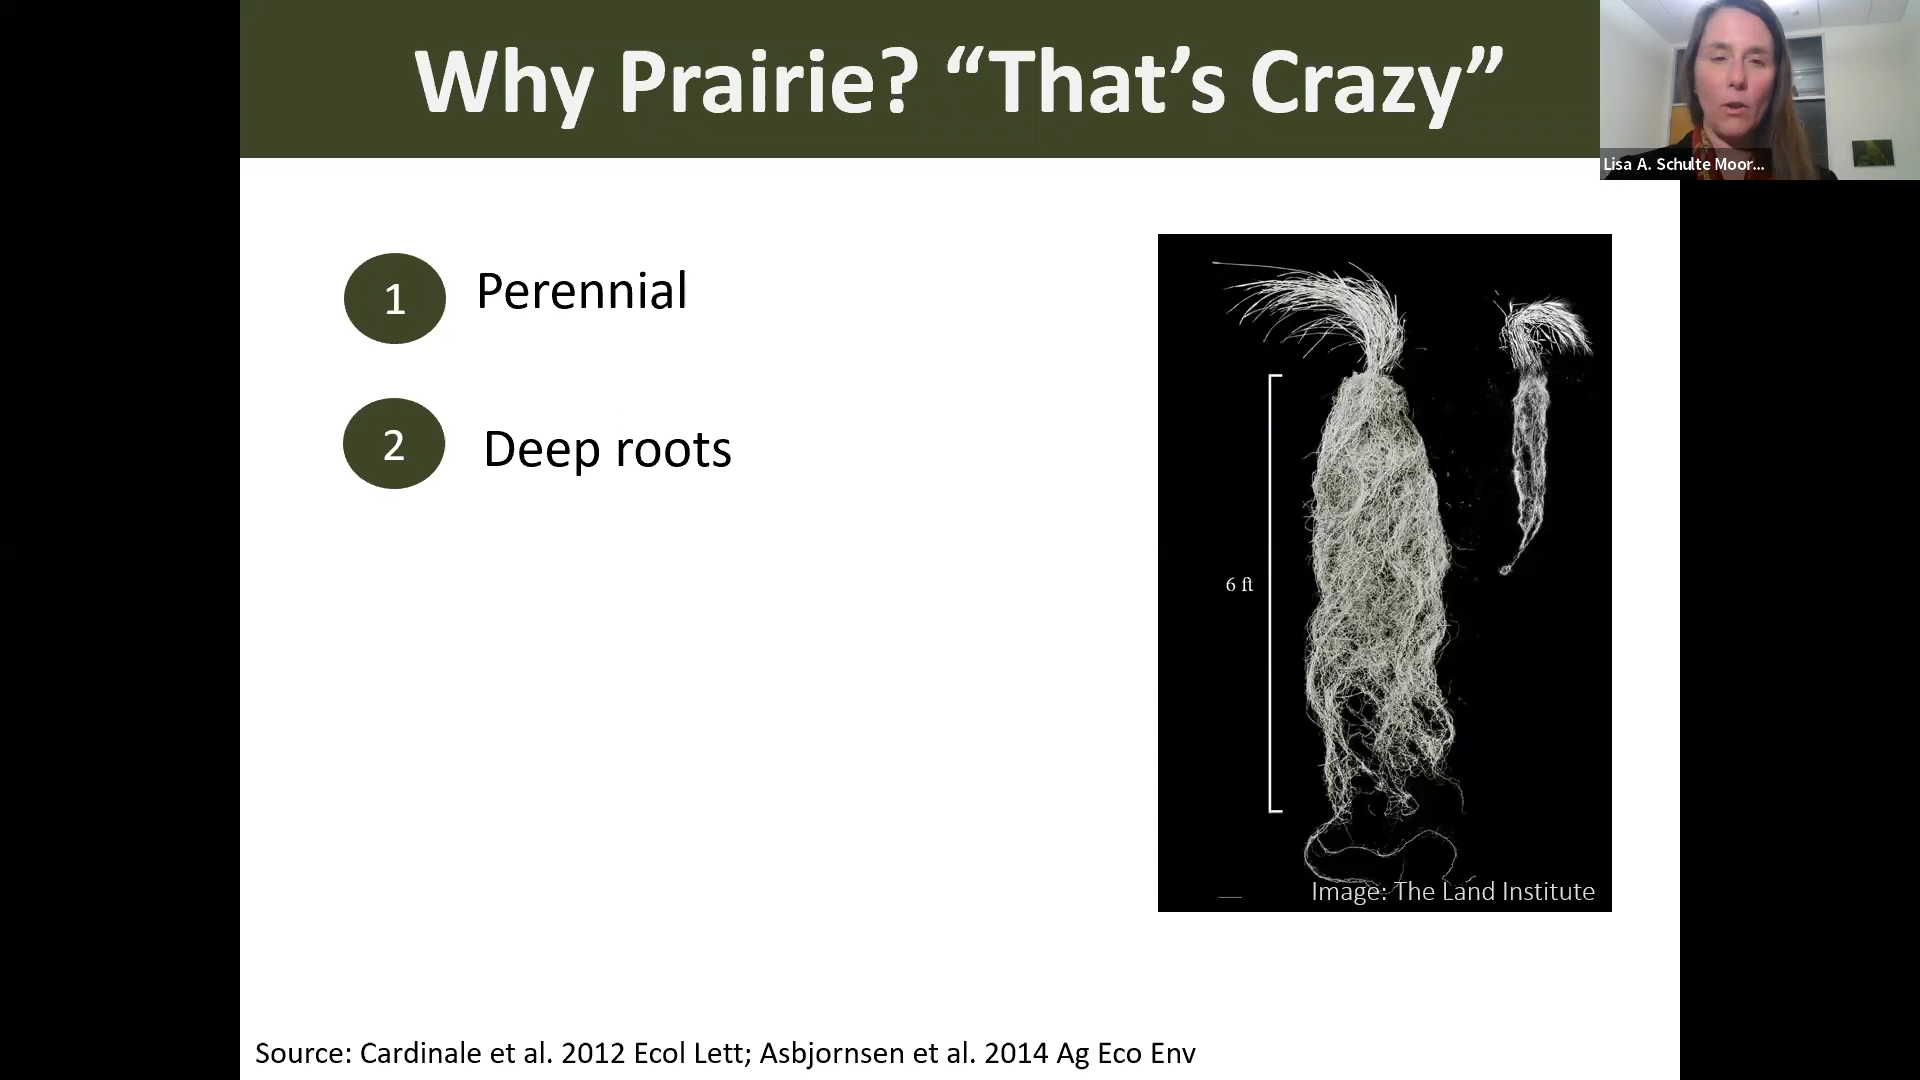 Why Prairie? “That’s Crazy”
Lisa A. Schulte Moor...
1
Perennial
2
Deep roots
6 ft
Image: The Land Institute
Source: Cardinale et al. 2012 Ecol Lett; Asbjornsen et al. 2014 Ag Eco Env